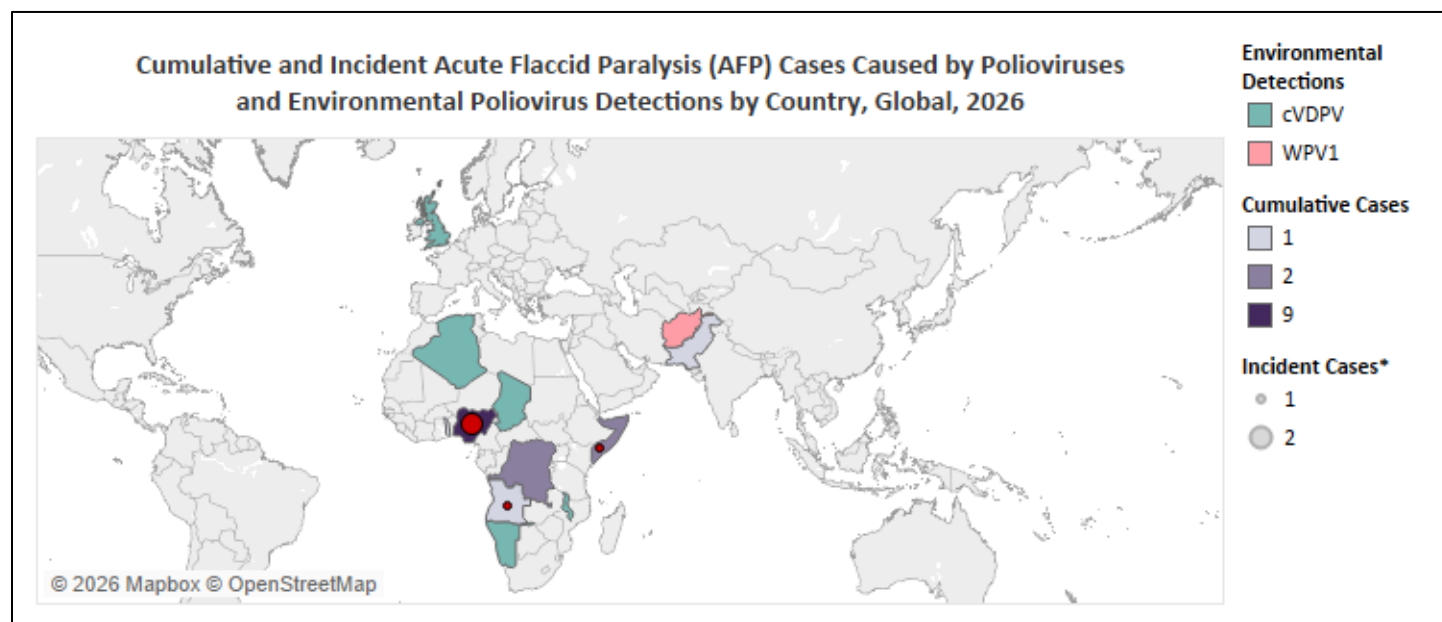 Cumulative and Incident Acute Flaccid Paralysis (AFP) Cases Caused by Polioviruses
and Environmental Poliovirus Detections by Country, Global, 2026
Environmental
Detections
cVDPV
WPV1
Cumulative Cases
1
2
9
Incident Cases*
1
2
© 2026 Mapbox © OpenStreetMap